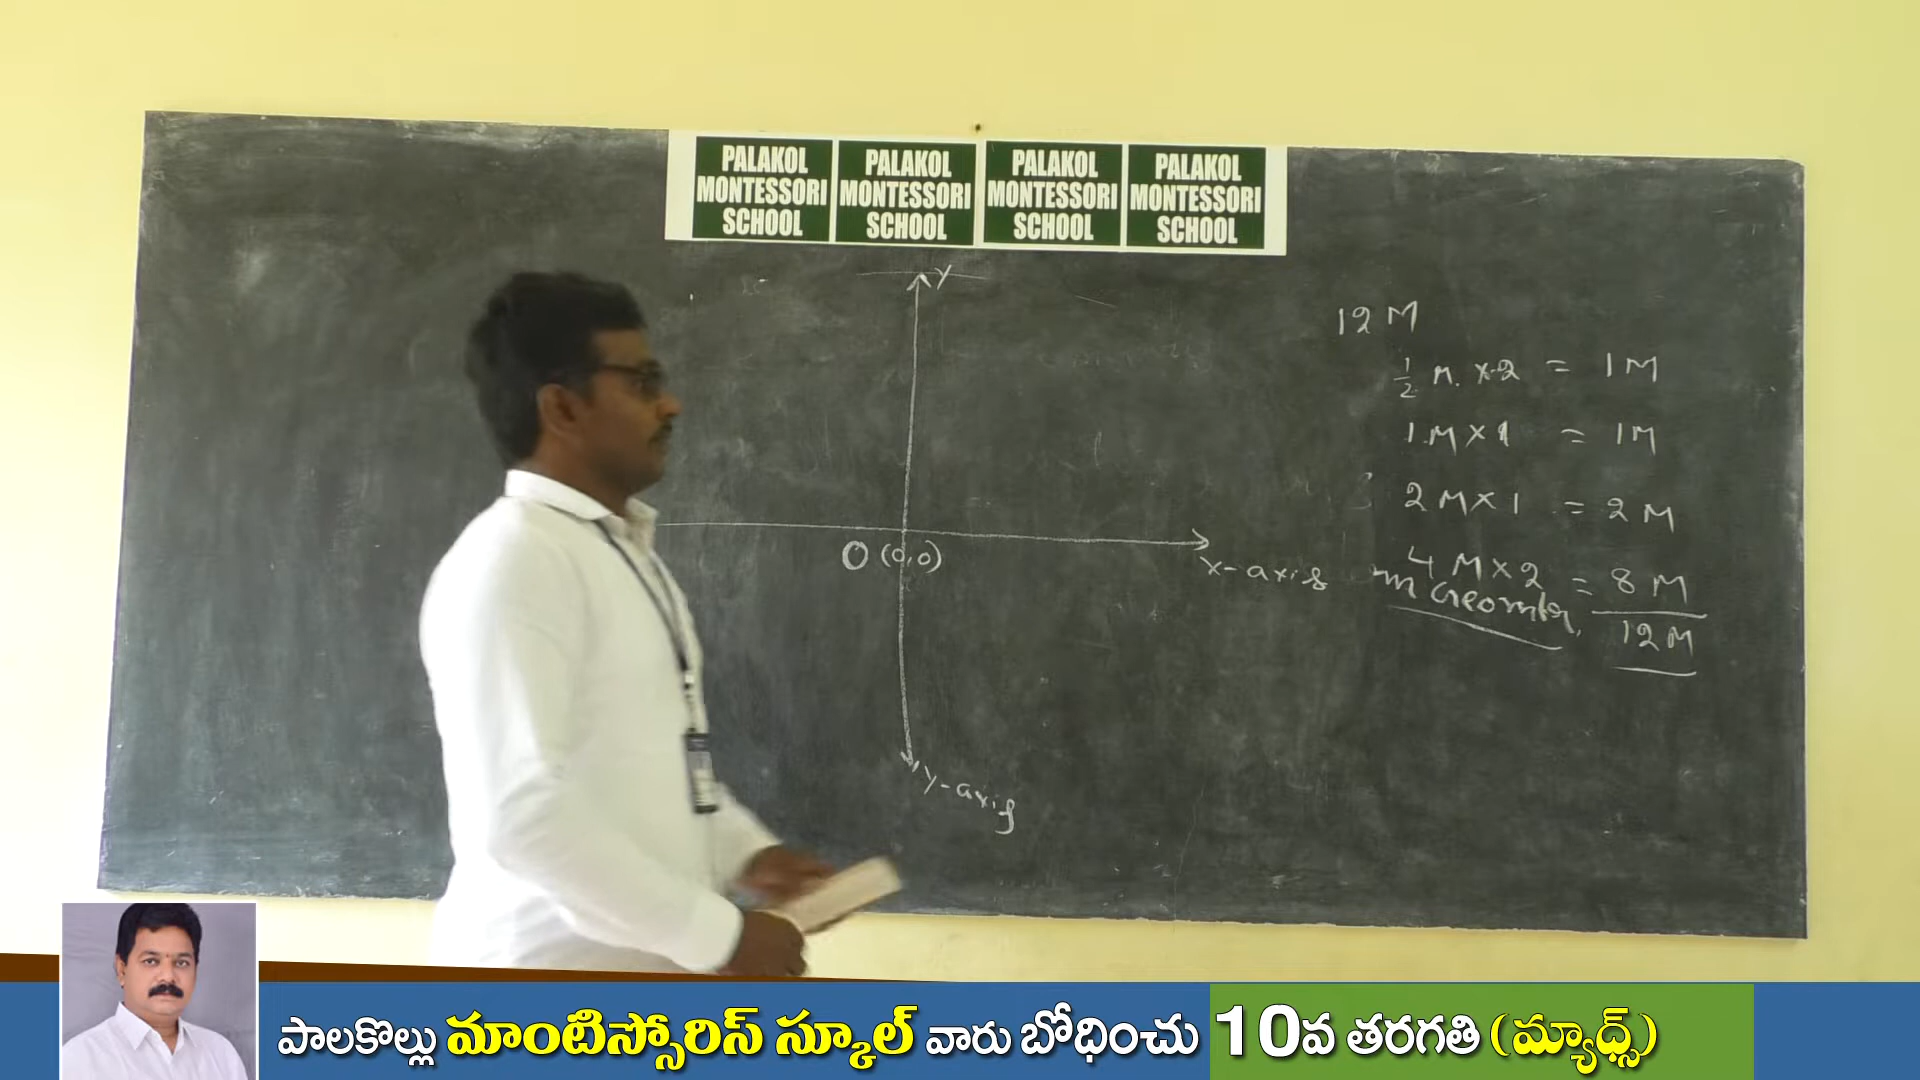 PALAKOL MONTESSORI SCHOOL
PALAKOL MONTESSORI SCHOOL
PALAKOL MONTESSORI SCHOOL
PALAKOL MONTESSORI SCHOOL
Y
12 M
1/2 M. x 2 = 1 M
1 M x 1 = 1 M
2 M x 1 = 2 M
4 M x 2 = 8 M
12 M
O (0,0)
x-axis
y-axis
పాలకొల్లు మాంటిస్సోరిస్ స్కూల్ వారు బోధించు 10వ తరగతి (మ్యాథ్స్)